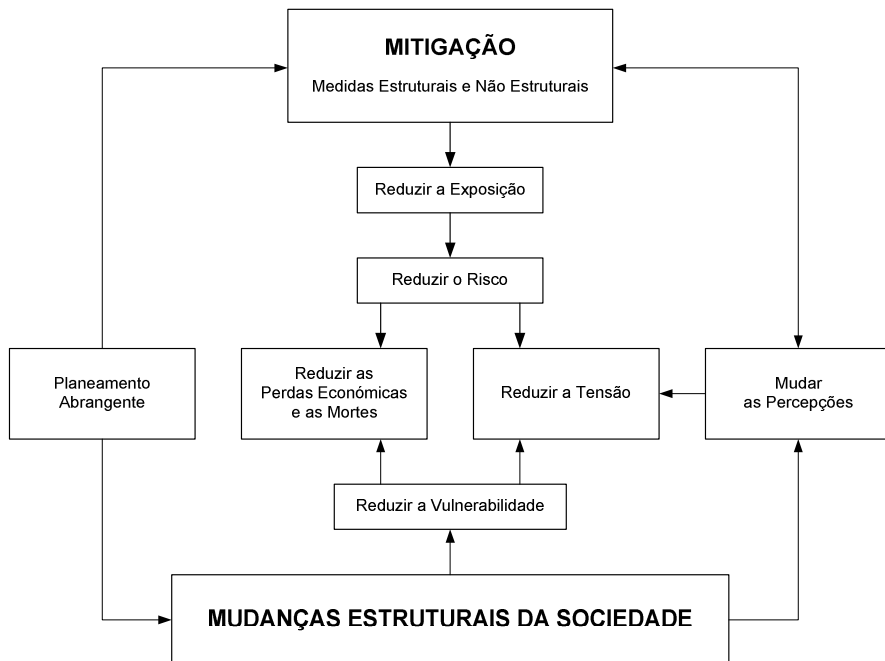 MITIGAÇÃO
Medidas Estruturais e Não Estruturais
Reduzir a Exposição
Reduzir o Risco
Planeamento
Abrangente
Reduzir as
Perdas Económicas
e as Mortes
Reduzir a Tensão
Mudar
as Percepções
Reduzir a Vulnerabilidade
MUDANÇAS ESTRUTURAIS DA SOCIEDADE